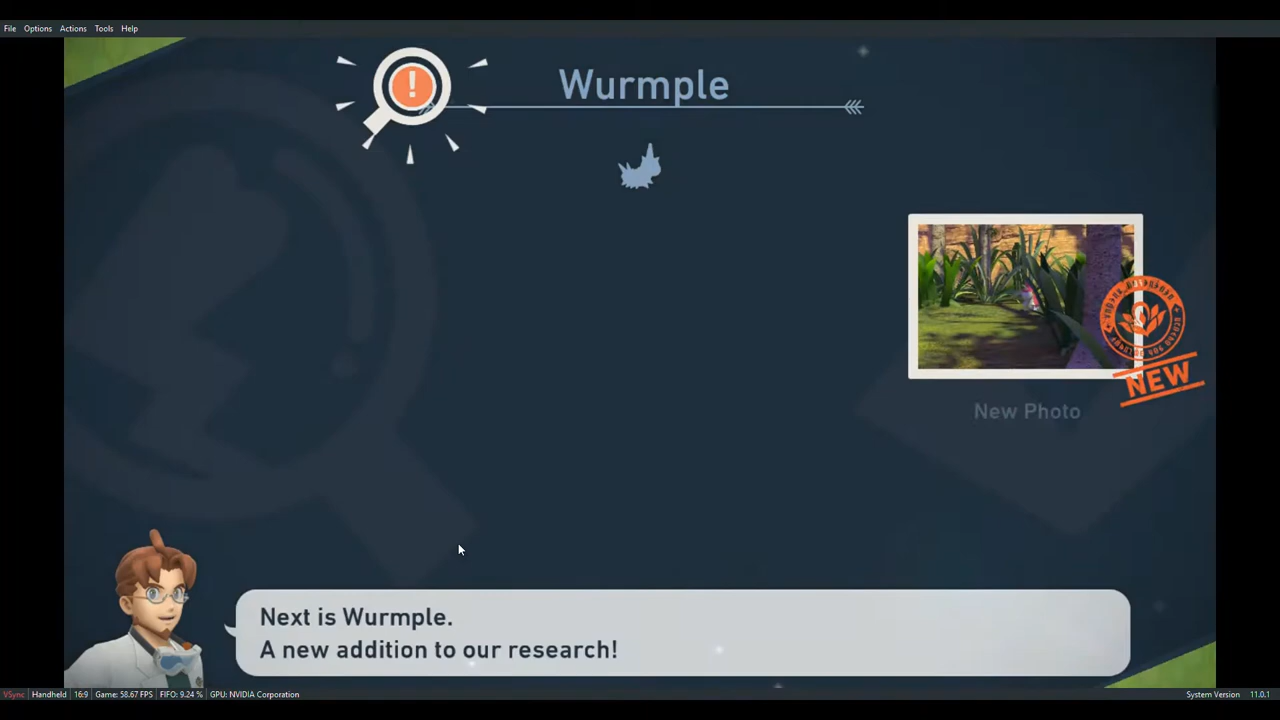 File Options Actions Tools Help
!
Wurmple
NEW
New Photo
Next is Wurmple.
A new addition to our research!
VSync Handheld 16:9 Game: 58.67 FPS FIFO: 9.24 % GPU: NVIDIA Corporation System Version 11.0.1